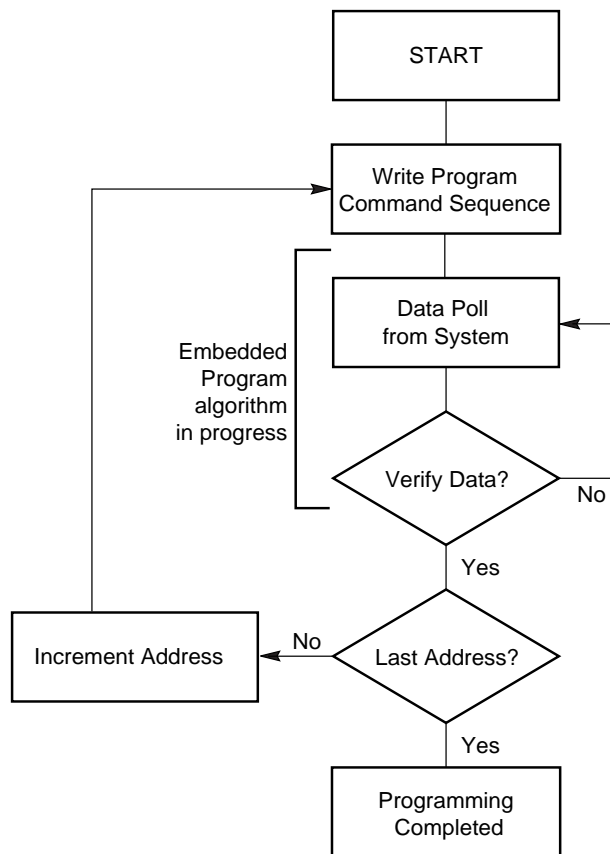 START
Write Program
Command Sequence
Data Poll
from System
Embedded
Program
algorithm
in progress
Verify Data?
No
Yes
No
Increment Address
Last Address?
Yes
Programming
Completed